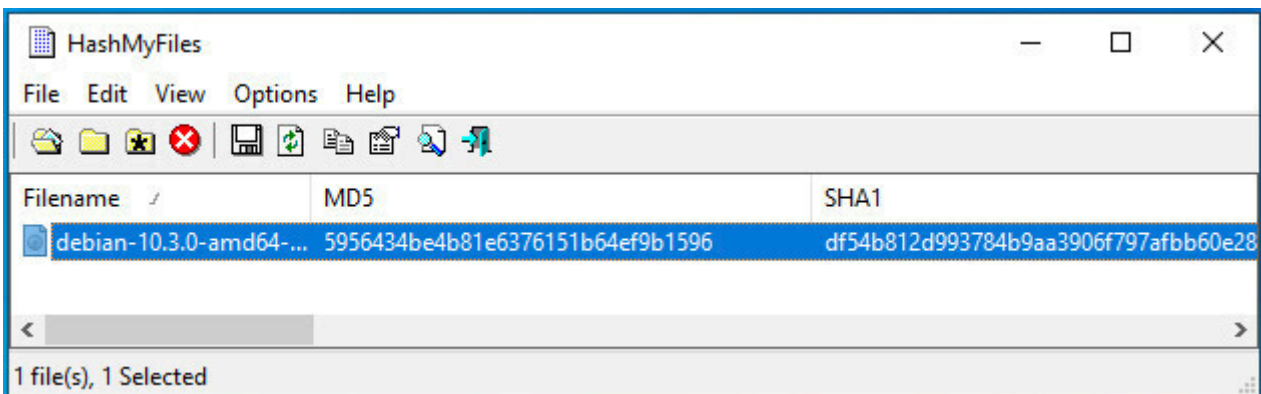 HashMyFiles
File Edit View Options Help
Filename MD5 SHA1
debian-10.3.0-amd64-... 5956434be4b81e6376151b64ef9b1596 df54b812d993784b9aa3906f797afbb60e28
1 file(s), 1 Selected